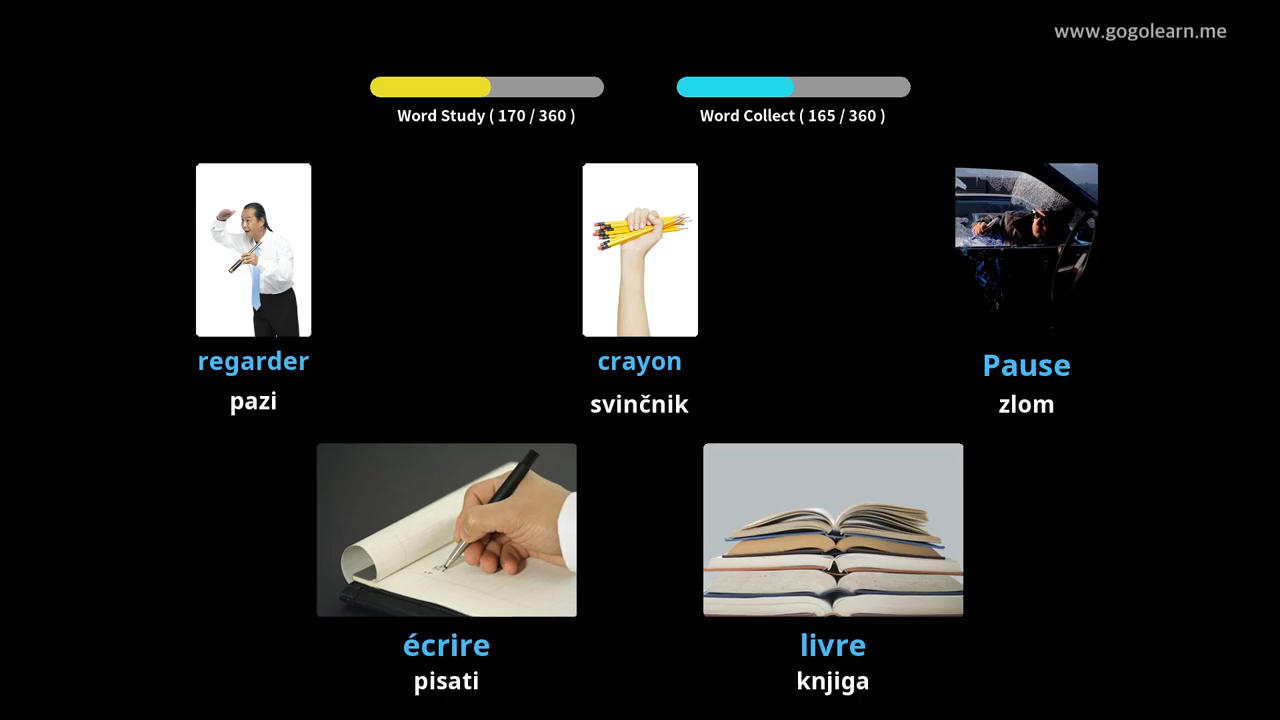 www.gogolearn.me
Word Study ( 170 / 360 )
Word Collect ( 165 / 360 )
regarder
pazi
crayon
svinčnik
Pause
zlom
écrire
pisati
livre
knjiga